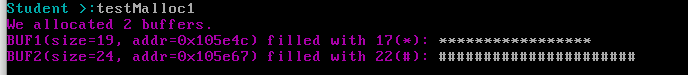 Student >:testMalloc1
We allocated 2 buffers.
BUF1(size=19, addr=0x105e4c) filled with 17(*): *****************
BUF2(size=24, addr=0x105e67) filled with 22(#): ######################